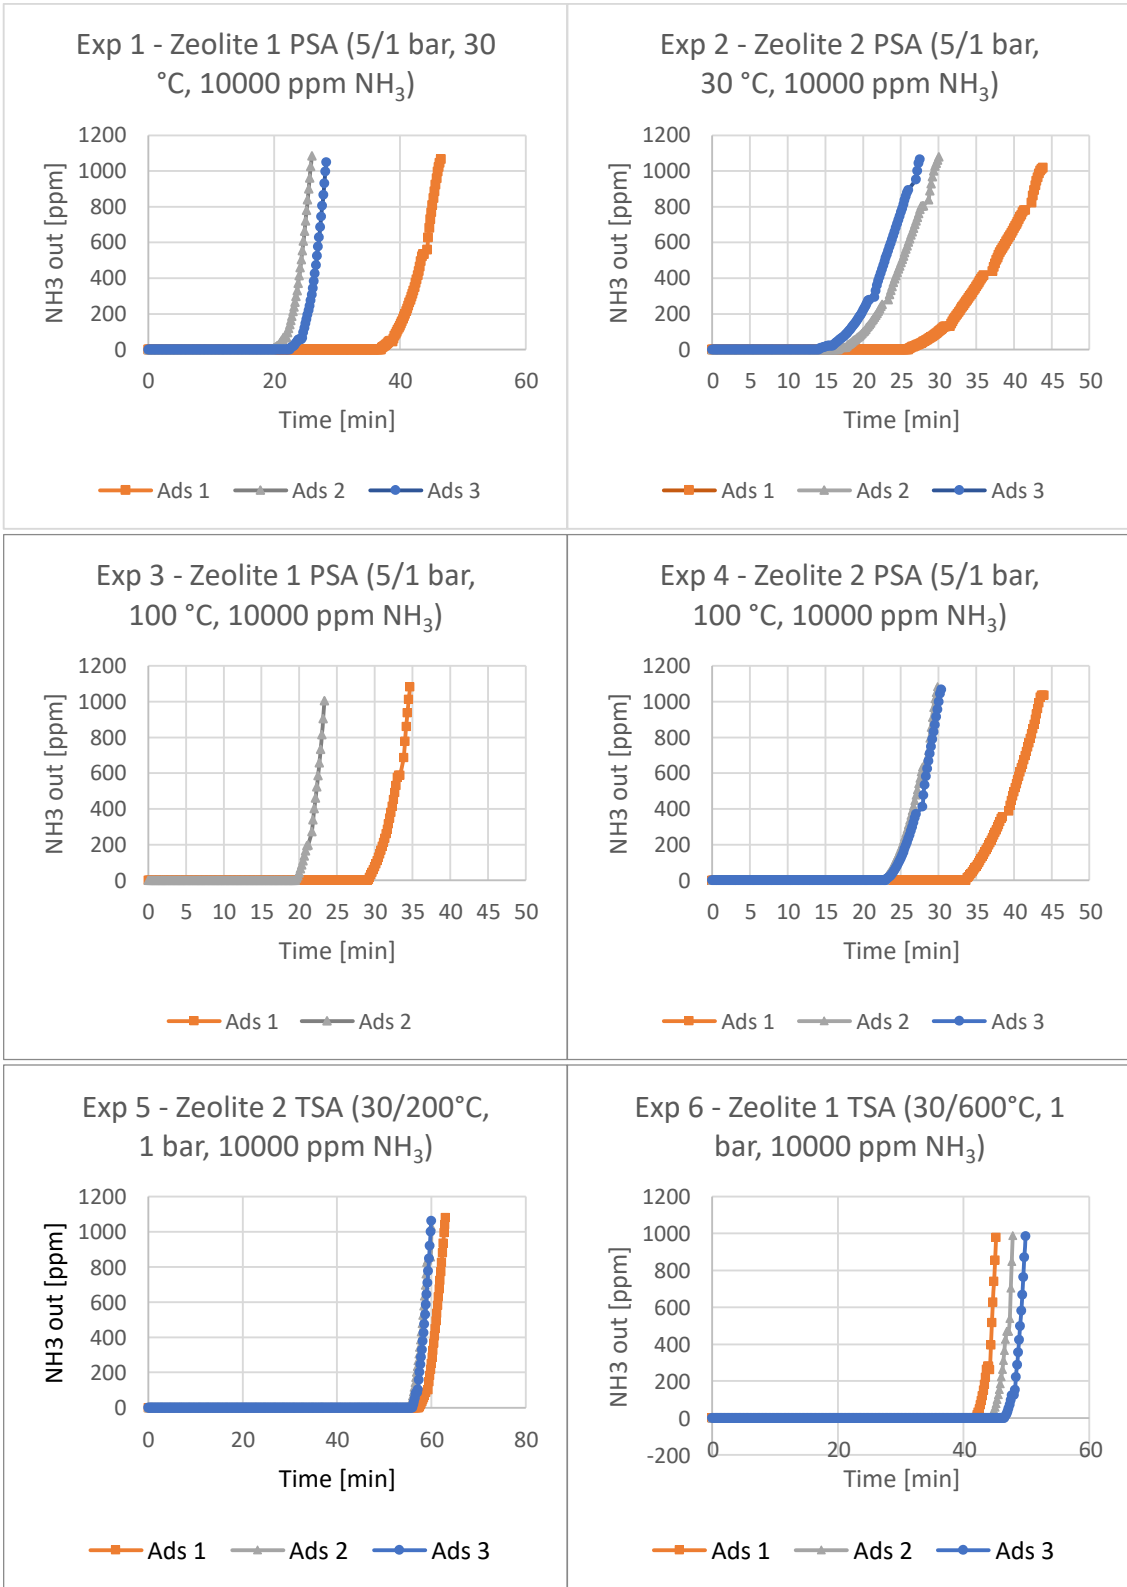 Exp 1 - Zeolite 1 PSA (5/1 bar, 30
°C, 10000 ppm NH₃)
1200
1000
800
600
400
200
0
NH3 out [ppm]
0 20 40 60
Time [min]
Ads 1 Ads 2 Ads 3
Exp 2 - Zeolite 2 PSA (5/1 bar,
30 °C, 10000 ppm NH₃)
1200
1000
800
600
400
200
0
NH3 out [ppm]
0 5 10 15 20 25 30 35 40 45 50
Time [min]
Ads 1 Ads 2 Ads 3
Exp 3 - Zeolite 1 PSA (5/1 bar,
100 °C, 10000 ppm NH₃)
1200
1000
800
600
400
200
0
NH3 out [ppm]
0 5 10 15 20 25 30 35 40 45 50
Time [min]
Ads 1 Ads 2
Exp 4 - Zeolite 2 PSA (5/1 bar,
100 °C, 10000 ppm NH₃)
1200
1000
800
600
400
200
0
NH3 out [ppm]
0 5 10 15 20 25 30 35 40 45 50
Time [min]
Ads 1 Ads 2 Ads 3
Exp 5 - Zeolite 2 TSA (30/200°C,
1 bar, 10000 ppm NH₃)
1200
1000
800
600
400
200
0
NH3 out [ppm]
0 20 40 60 80
Time [min]
Ads 1 Ads 2 Ads 3
Exp 6 - Zeolite 1 TSA (30/600°C, 1
bar, 10000 ppm NH₃)
1200
1000
800
600
400
200
0
-200
NH3 out [ppm]
0 20 40 60
Time [min]
Ads 1 Ads 2 Ads 3